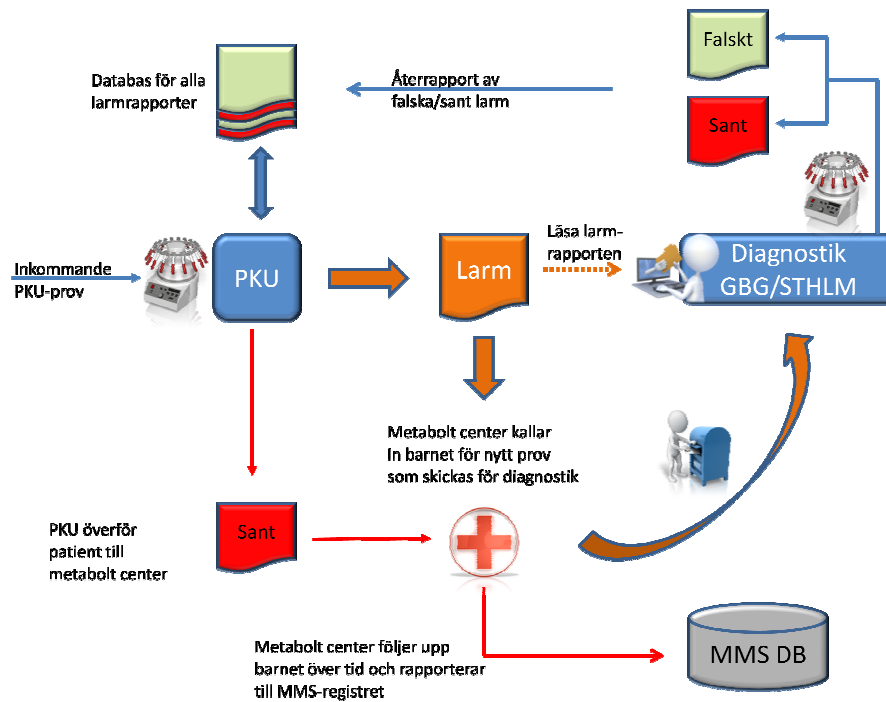 Falskt
Databas för alla
larmrapporter
Återrapport av
falska/sant larm
Sant
Inkommande
PKU-prov
PKU
Larm
Läsa larm-
rapporten
Diagnostik
GBG/STHLM
Metabolt center kallar
In barnet för nytt prov
som skickas för diagnostik
PKU överför
patient till
metabolt center
Sant
Metabolt center följer upp
barnet över tid och rapporterar
till MMS-registret
MMS DB